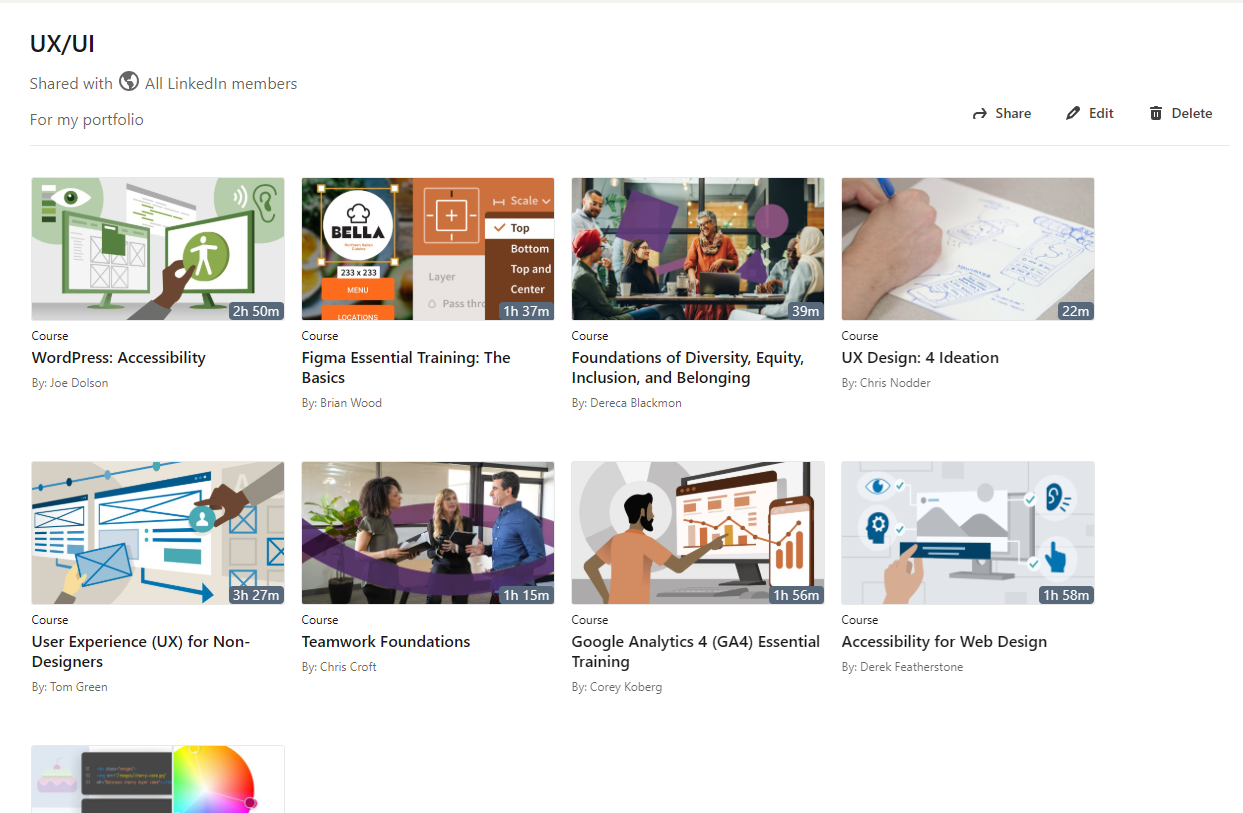 UX/UI
Shared with All LinkedIn members
For my portfolio
Share
Edit
Delete
2h 50m
BELLA
233 x 233
MENU
LOCATIONS
Scale
Top
Bottom
Top and
Center
Layer
Pass thr
1h 37m
39m
22m
Course
WordPress: Accessibility
By: Joe Dolson
Course
Figma Essential Training: The
Basics
By: Brian Wood
Course
Foundations of Diversity, Equity,
Inclusion, and Belonging
By: Dereca Blackmon
Course
UX Design: 4 Ideation
By: Chris Nodder
3h 27m
1h 15m
1h 56m
1h 58m
Course
User Experience (UX) for Non-
Designers
By: Tom Green
Course
Teamwork Foundations
By: Chris Croft
Course
Google Analytics 4 (GA4) Essential
Training
By: Corey Koberg
Course
Accessibility for Web Design
By: Derek Featherstone